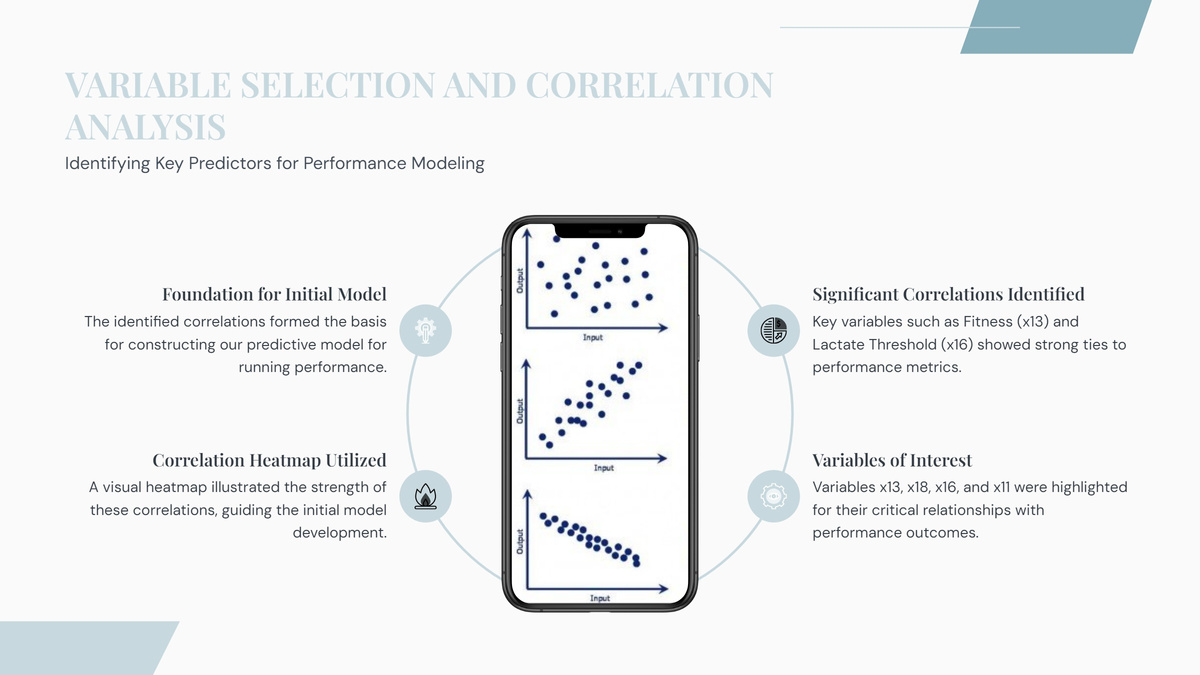 VARIABLE SELECTION AND CORRELATION
ANALYSIS
Identifying Key Predictors for Performance Modeling
Foundation for Initial Model
The identified correlations formed the basis
for constructing our predictive model for
running performance.
Correlation Heatmap Utilized
A visual heatmap illustrated the strength of
these correlations, guiding the initial model
development.
Output
Input
Output
Input
Output
Input
Significant Correlations Identified
Key variables such as Fitness (x13) and
Lactate Threshold (x16) showed strong ties to
performance metrics.
Variables of Interest
Variables x13, x18, x16, and x11 were highlighted
for their critical relationships with
performance outcomes.